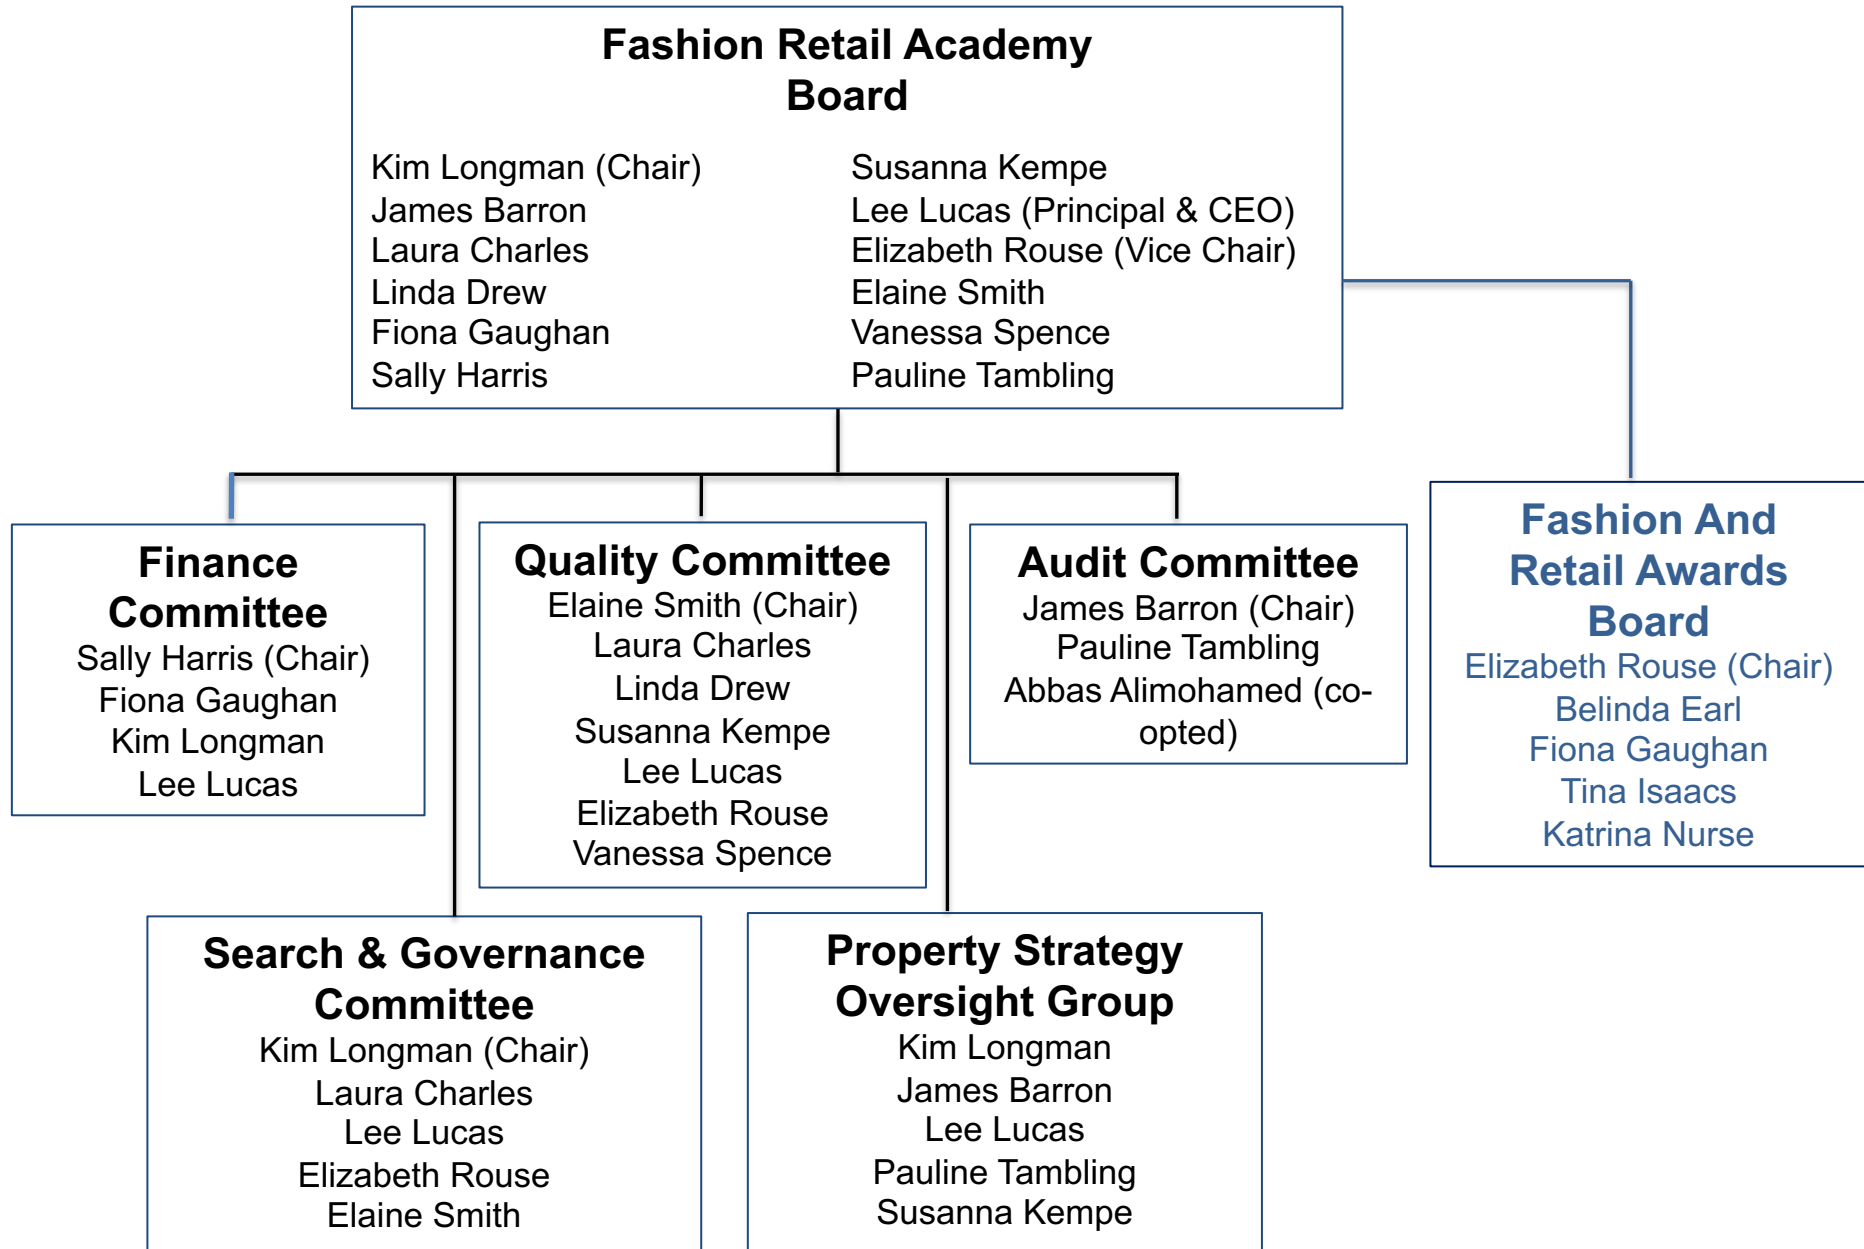 Fashion Retail Academy
Board
Kim Longman (Chair)
James Barron
Laura Charles
Linda Drew
Fiona Gaughan
Sally Harris
Susanna Kempe
Lee Lucas (Principal & CEO)
Elizabeth Rouse (Vice Chair)
Elaine Smith
Vanessa Spence
Pauline Tambling
Finance
Committee
Sally Harris (Chair)
Fiona Gaughan
Kim Longman
Lee Lucas
Quality Committee
Elaine Smith (Chair)
Laura Charles
Linda Drew
Susanna Kempe
Lee Lucas
Elizabeth Rouse
Vanessa Spence
Audit Committee
James Barron (Chair)
Pauline Tambling
Abbas Alimohamed (co-
opted)
Fashion And
Retail Awards
Board
Elizabeth Rouse (Chair)
Belinda Earl
Fiona Gaughan
Tina Isaacs
Katrina Nurse
Search & Governance
Committee
Kim Longman (Chair)
Laura Charles
Lee Lucas
Elizabeth Rouse
Elaine Smith
Property Strategy
Oversight Group
Kim Longman
James Barron
Lee Lucas
Pauline Tambling
Susanna Kempe